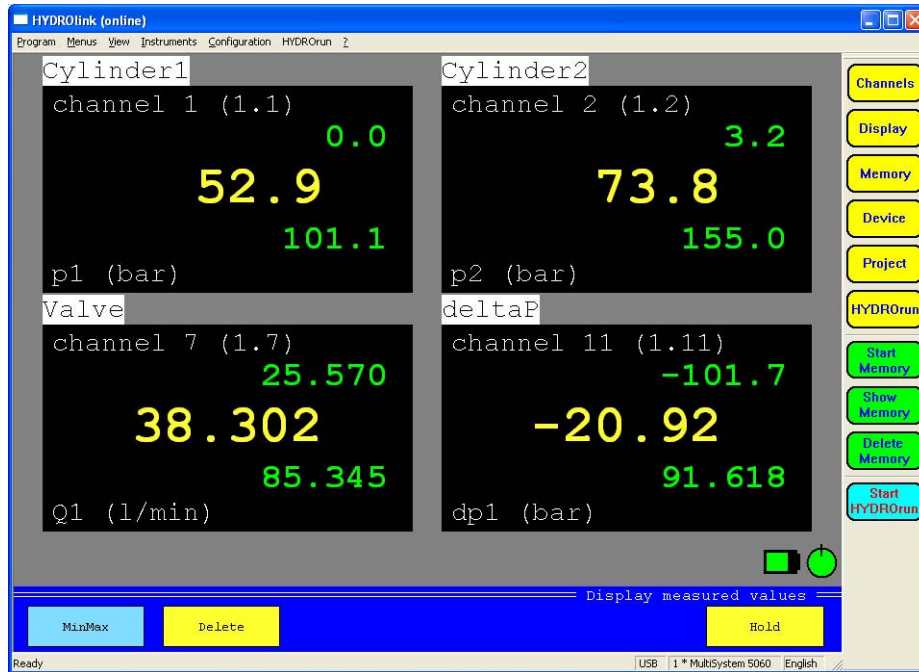 HYDROlink (online)
Program Menus View Instruments Configuration HYDROrun ?
Cylinder1
channel 1 (1.1)
0.0
52.9
101.1
p1 (bar)
Cylinder2
channel 2 (1.2)
3.2
73.8
155.0
p2 (bar)
Valve
channel 7 (1.7)
25.570
38.302
85.345
Q1 (l/min)
deltaP
channel 11 (1.11)
-101.7
-20.92
91.618
dp1 (bar)
Channels
Display
Memory
Device
Project
HYDROrun
Start
Memory
Show
Memory
Delete
Memory
Start
HYDROrun
Display measured values
MinMax
Delete
Hold
Ready
USB 1 * MultiSystem 5060 English